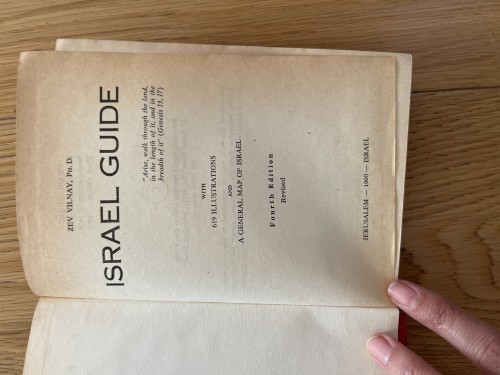 ZEV VILNAY, PH. D.
ISRAEL GUIDE
"Arise, walk through the land,
in the length of it, and in the
breadth of it" (Genesis 13, 17)
WITH
619 ILLUSTRATIONS
AND
A GENERAL MAP OF ISRAEL
Fourth Edition
Revised
JERUSALEM — 1960 — ISRAEL